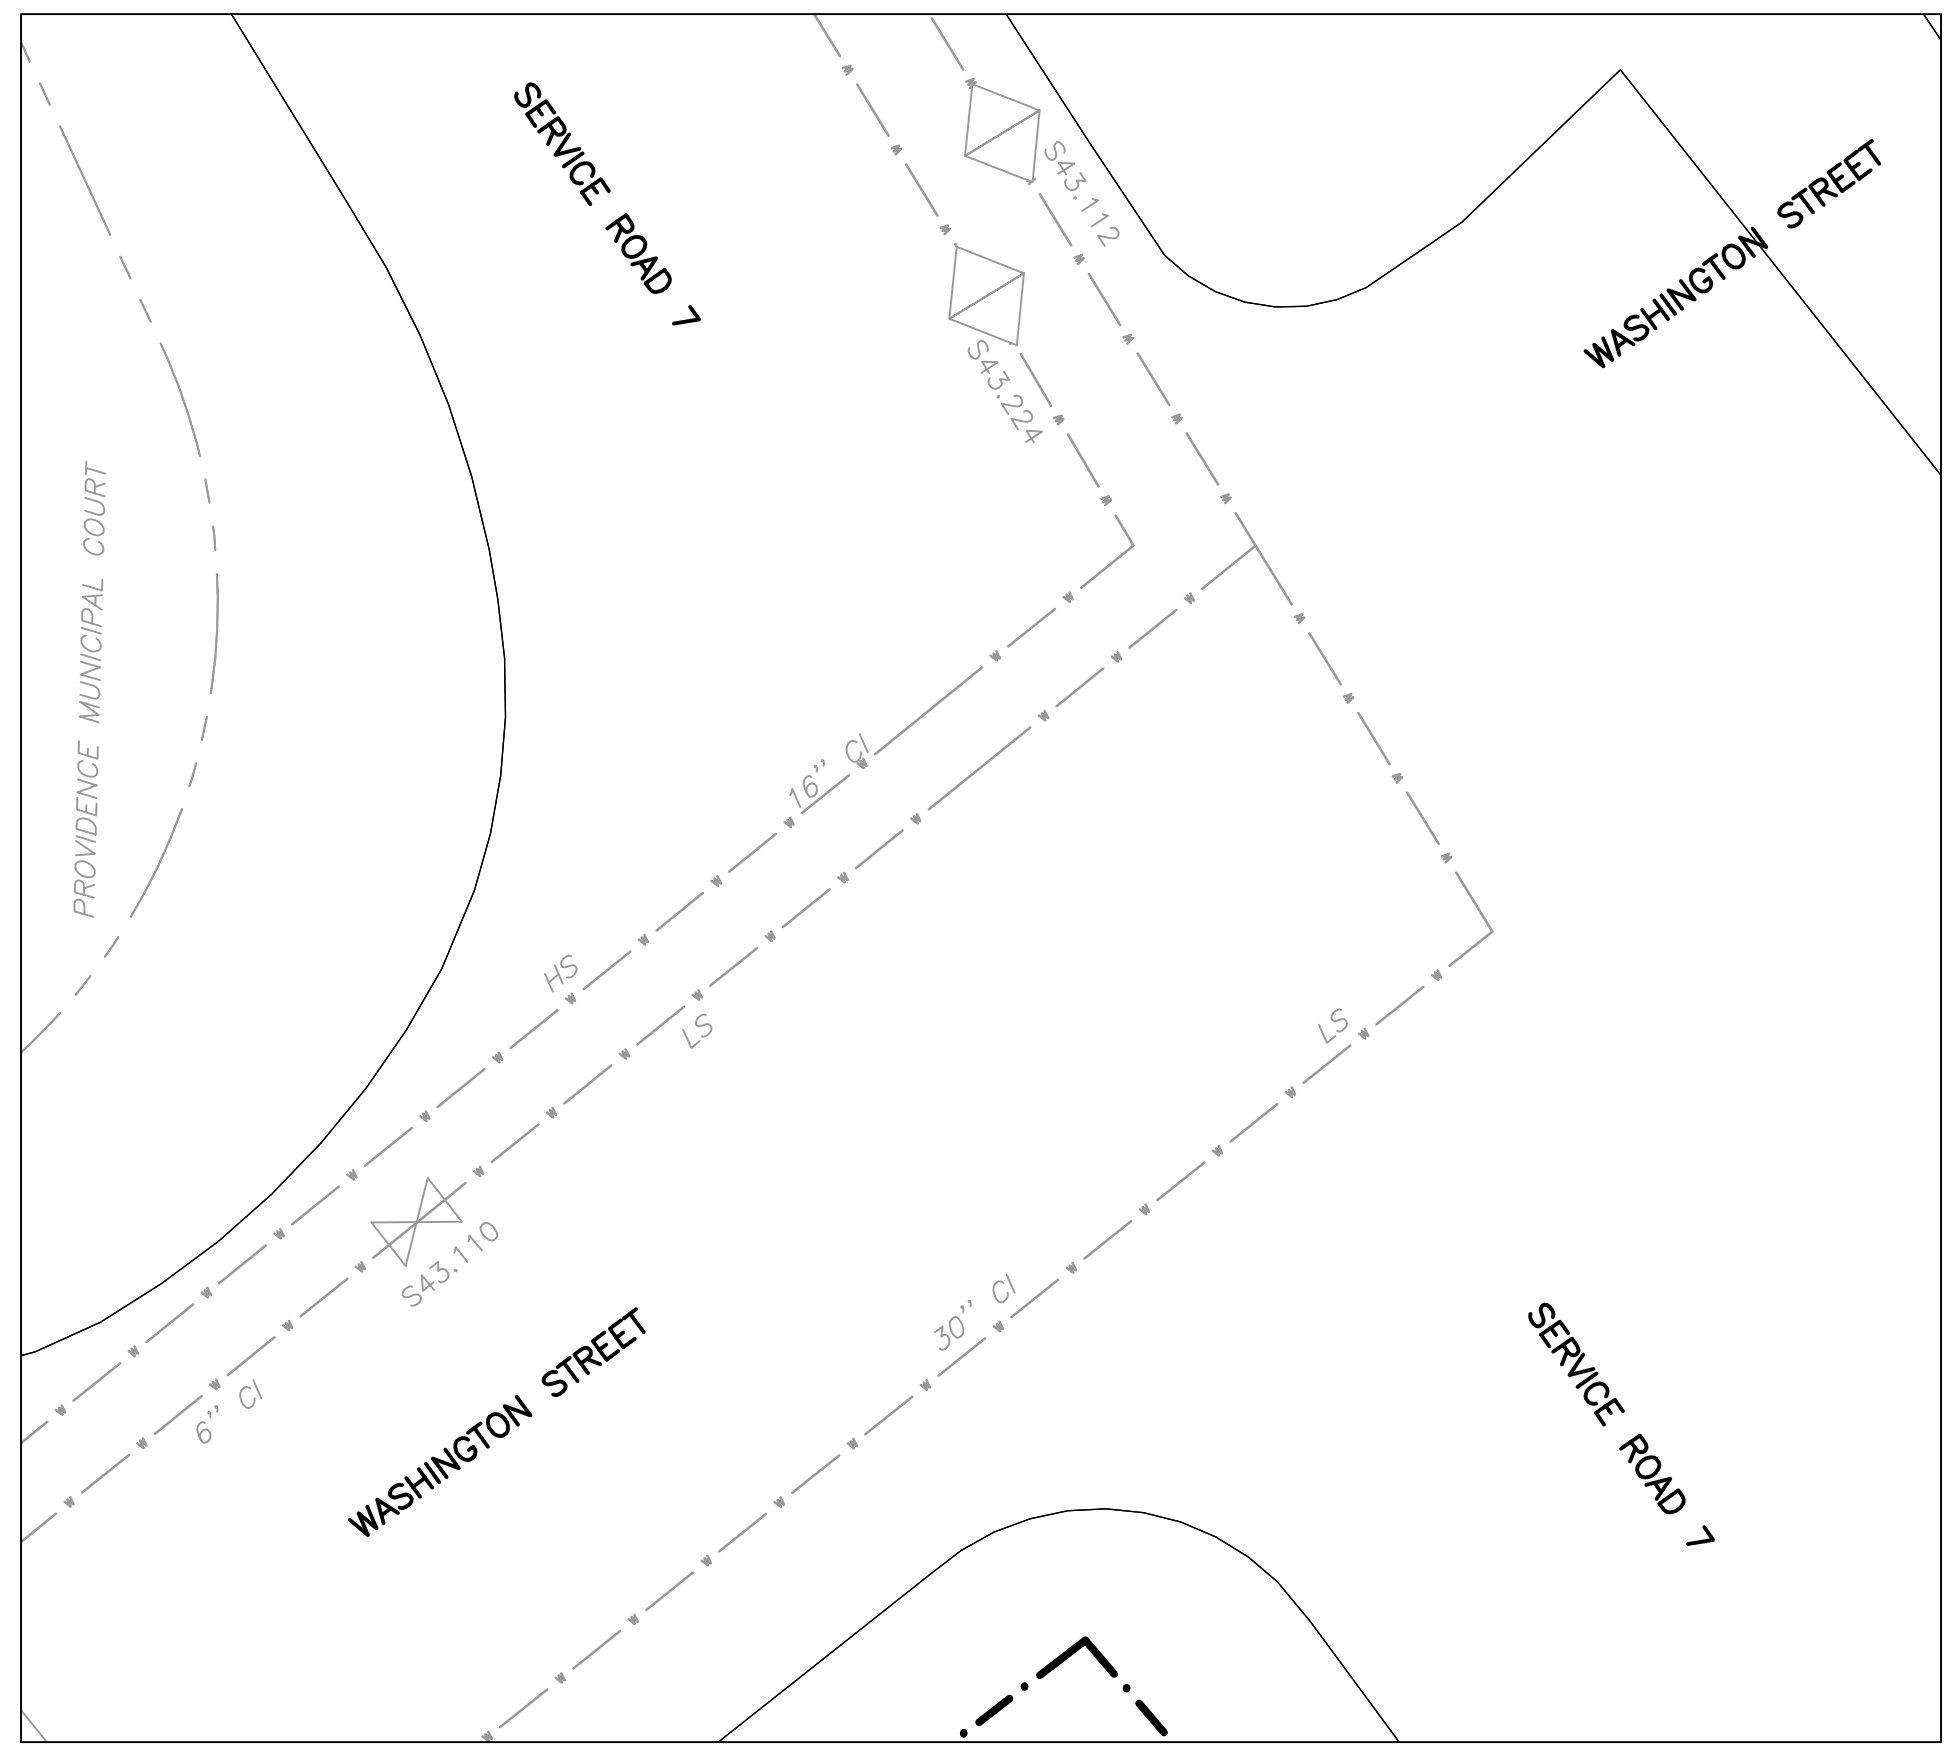 SERVICE ROAD 7
S43.112
WASHINGTON STREET
S43.224
PROVIDENCE MUNICIPAL COURT
16" CI
HS
LS
LS
S43.110
30" CI
6" CI
WASHINGTON STREET
SERVICE ROAD 7